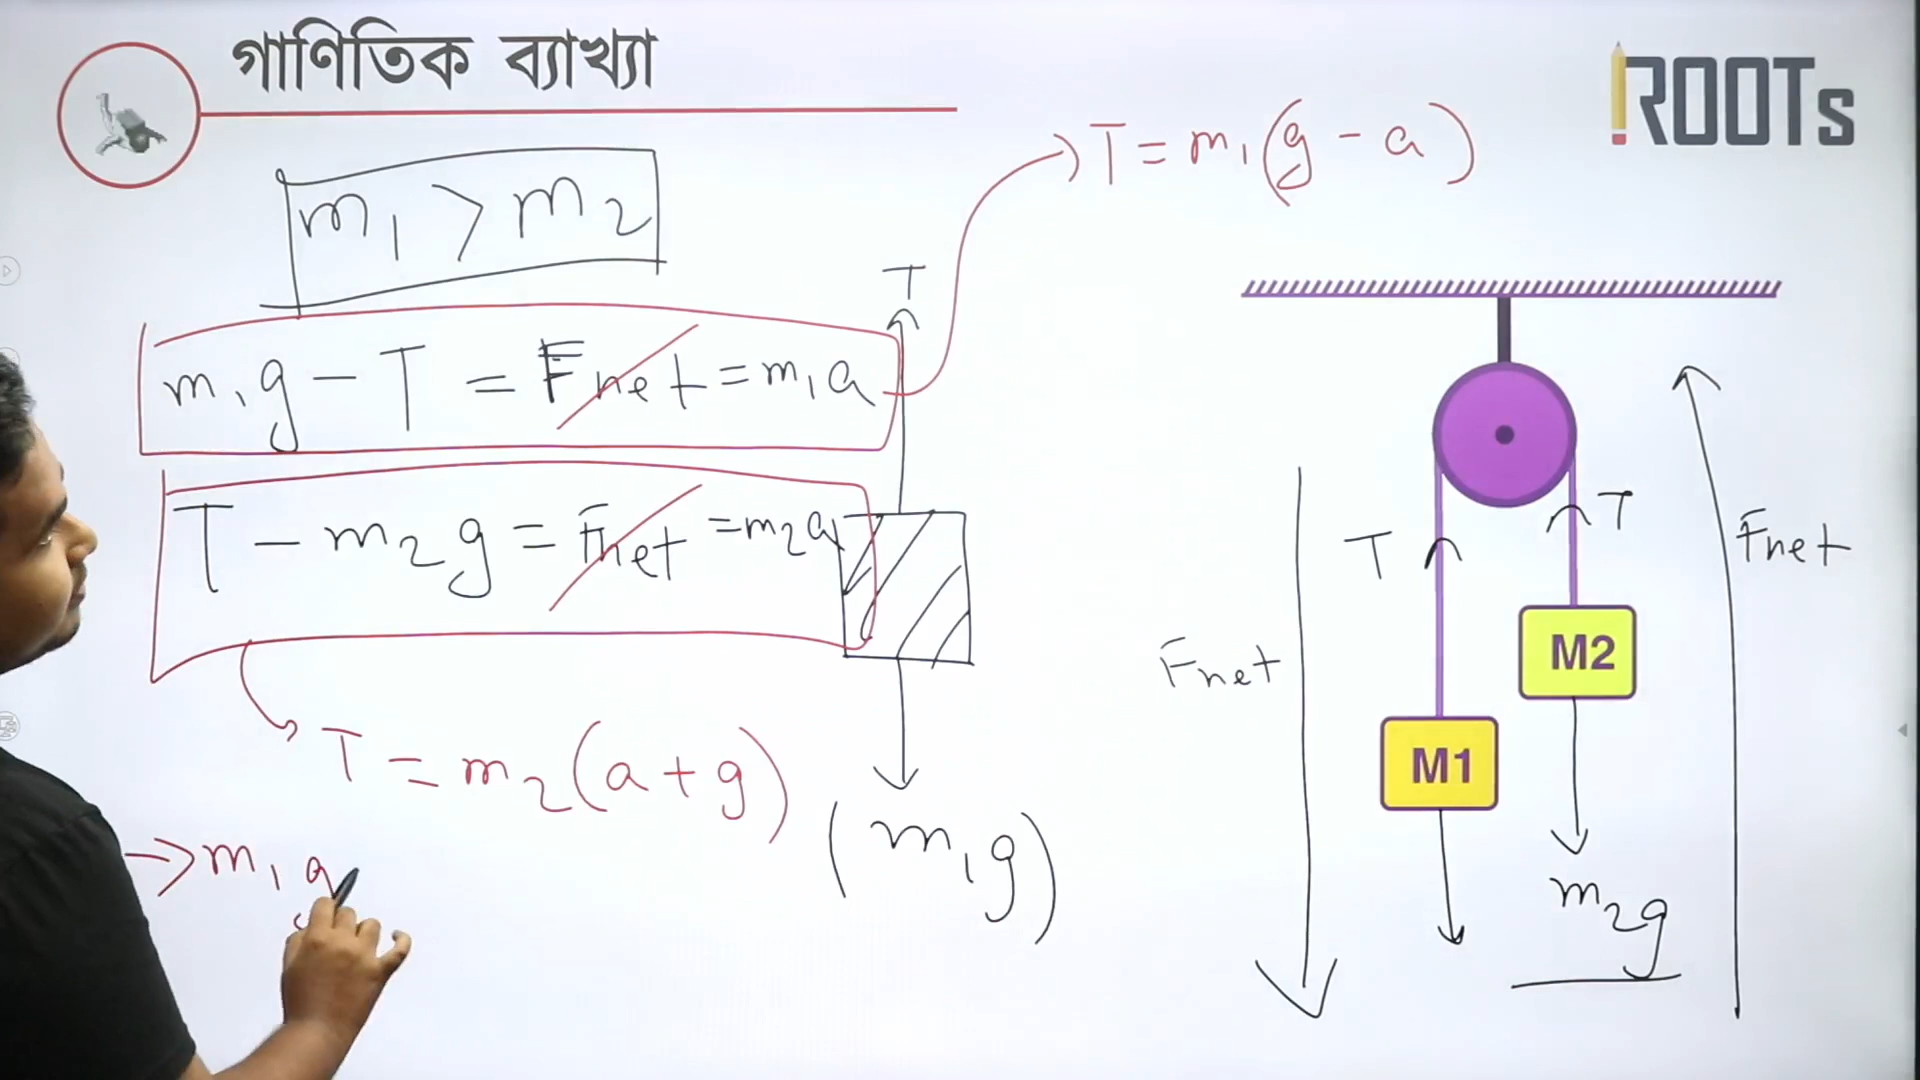 গাণিতিক ব্যাখ্যা
ROOTs
T = m₁(g - a)
m₁ > m₂
T
m₁g - T = Fnet = m₁a
T - m₂g = Fnet = m₂a
T
T
Fnet
Fnet
M2
M1
T = m₂(a + g)
(m₁g)
→ m₁g
m₂g